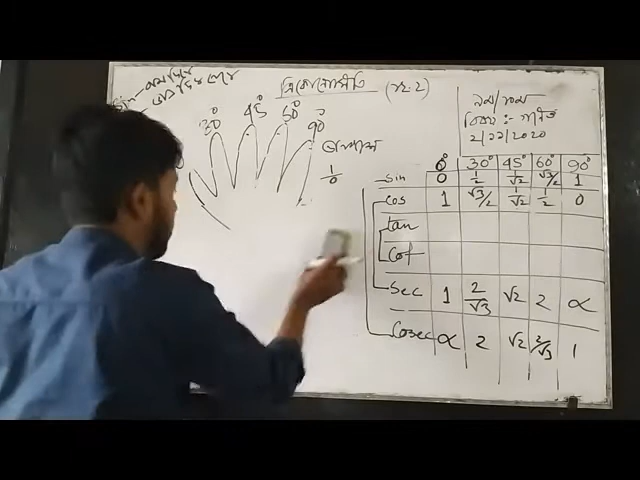 ত্রিকোণমিতি
নবম/দশম
বিষয় :- গণিত
2/11/2020
30° 45° 60° 90°
1/0
0° 30° 45° 60° 90°
sin 0 1/2 1/√2 √3/2 1
cos 1 √3/2 1/√2 1/2 0
tan
Cot
Sec 1 2/√3 √2 2 ∝
Cosec ∝ 2 √2 2/√3 1